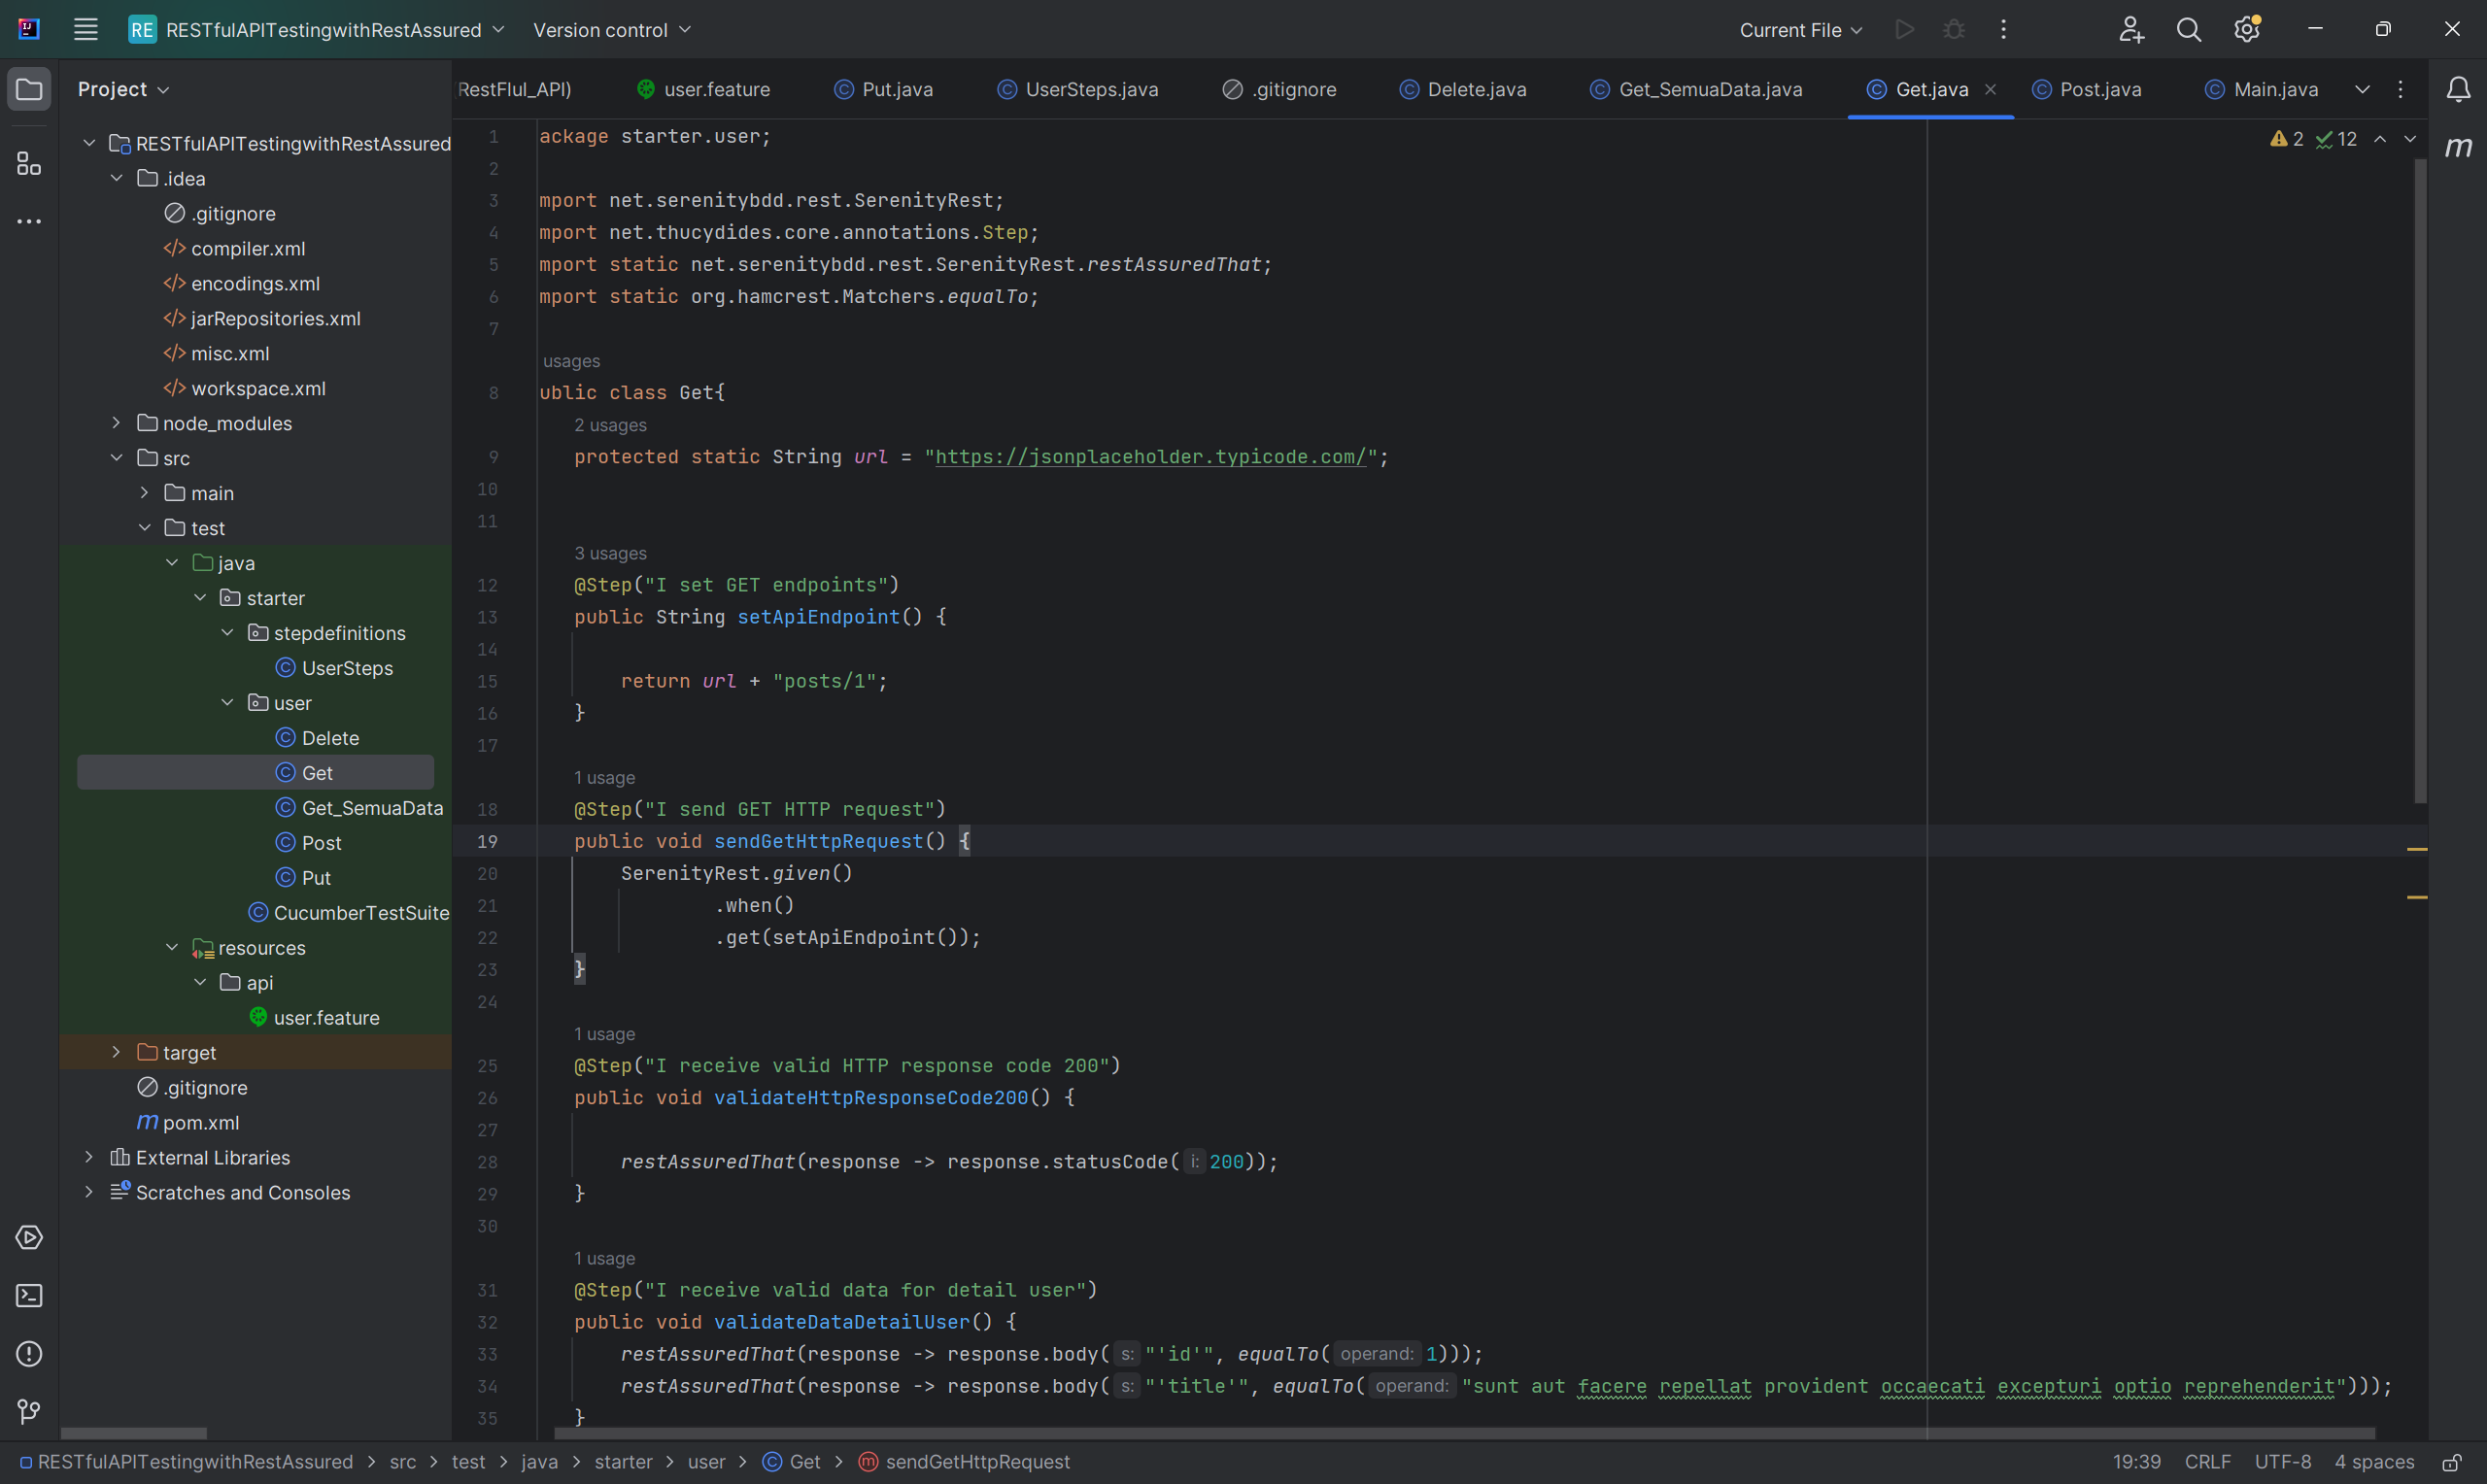 RE RESTfulAPITestingwithRestAssured Version control Current File
Project
RESTfulAPITestingwithRestAssured
.idea
.gitignore
compiler.xml
encodings.xml
jarRepositories.xml
misc.xml
workspace.xml
node_modules
src
main
test
java
starter
stepdefinitions
UserSteps
user
Delete
Get
Get_SemuaData
Post
Put
CucumberTestSuite
resources
api
user.feature
target
.gitignore
pom.xml
External Libraries
Scratches and Consoles
RestFlul_API) user.feature Put.java UserSteps.java .gitignore Delete.java Get_SemuaData.java Get.java Post.java Main.java
2 12
1 ackage starter.user;
2
3 mport net.serenitybdd.rest.SerenityRest;
4 mport net.thucydides.core.annotations.Step;
5 mport static net.serenitybdd.rest.SerenityRest.restAssuredThat;
6 mport static org.hamcrest.Matchers.equalTo;
7
usages
8 ublic class Get{
2 usages
9 protected static String url = "https://jsonplaceholder.typicode.com/";
10
11
3 usages
12 @Step("I set GET endpoints")
13 public String setApiEndpoint() {
14
15 return url + "posts/1";
16 }
17
1 usage
18 @Step("I send GET HTTP request")
19 public void sendGetHttpRequest() {
20 SerenityRest.given()
21 .when()
22 .get(setApiEndpoint());
23 }
24
1 usage
25 @Step("I receive valid HTTP response code 200")
26 public void validateHttpResponseCode200() {
27
28 restAssuredThat(response -> response.statusCode( i: 200));
29 }
30
1 usage
31 @Step("I receive valid data for detail user")
32 public void validateDataDetailUser() {
33 restAssuredThat(response -> response.body( s: "'id'", equalTo( operand: 1)));
34 restAssuredThat(response -> response.body( s: "'title'", equalTo( operand: "sunt aut facere repellat provident occaecati excepturi optio reprehenderit")));
35 }
RESTfulAPITestingwithRestAssured > src > test > java > starter > user > Get > sendGetHttpRequest 19:39 CRLF UTF-8 4 spaces